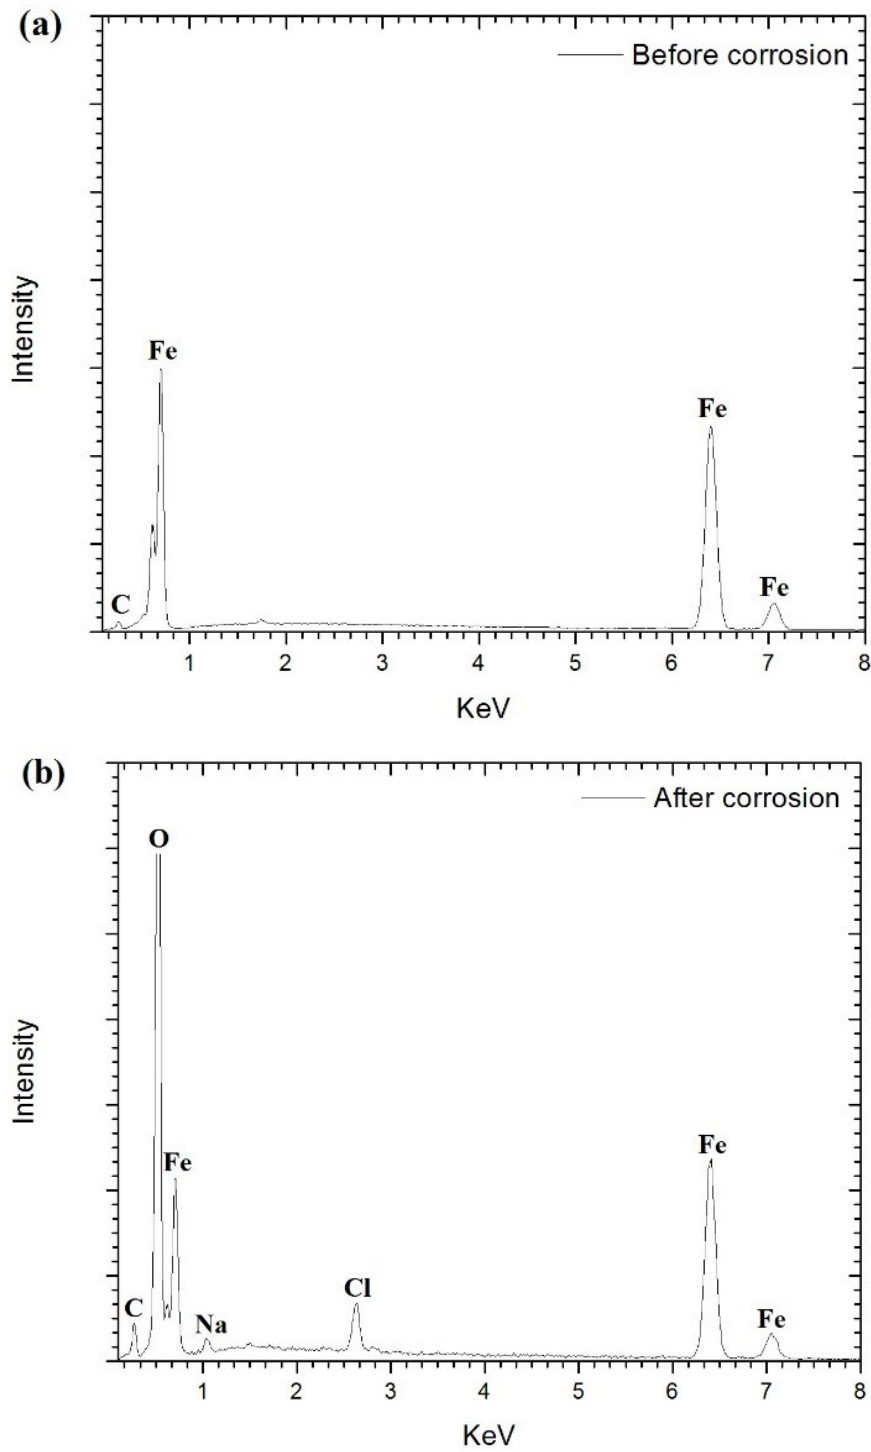 (a)
Before corrosion
Intensity
Fe
Fe
C
Fe
1 2 3 4 5 6 7 8
KeV
(b)
After corrosion
O
Intensity
Fe
Fe
C
Na
Cl
Fe
1 2 3 4 5 6 7 8
KeV